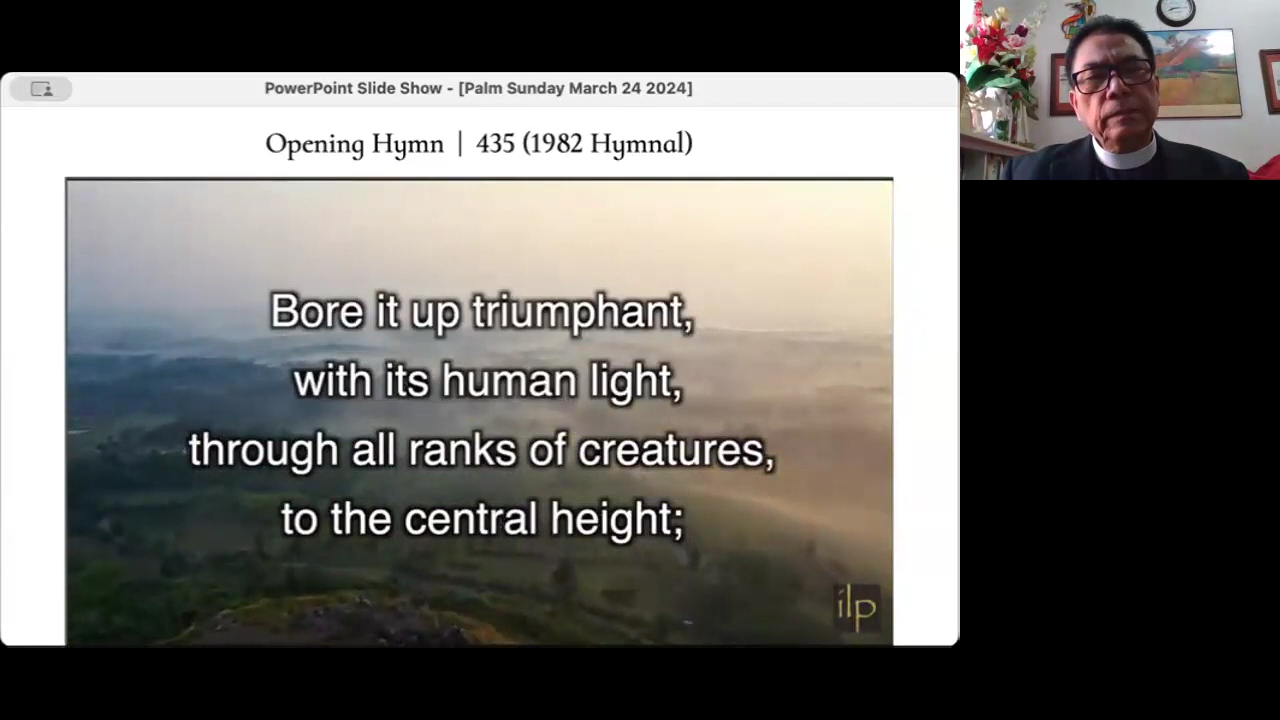 PowerPoint Slide Show - [Palm Sunday March 24 2024]
Opening Hymn | 435 (1982 Hymnal)
Bore it up triumphant,
with its human light,
through all ranks of creatures,
to the central height;
ilp